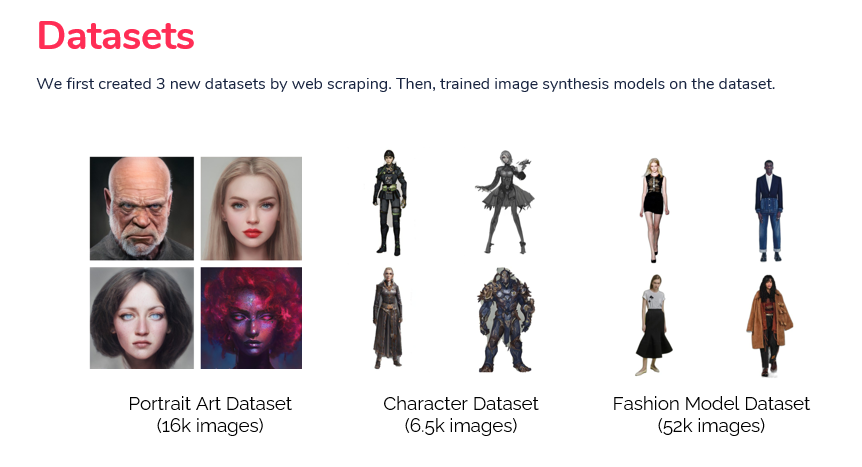 Datasets
We first created 3 new datasets by web scraping. Then, trained image synthesis models on the dataset.
Portrait Art Dataset
(16k images)
Character Dataset
(6.5k images)
Fashion Model Dataset
(52k images)